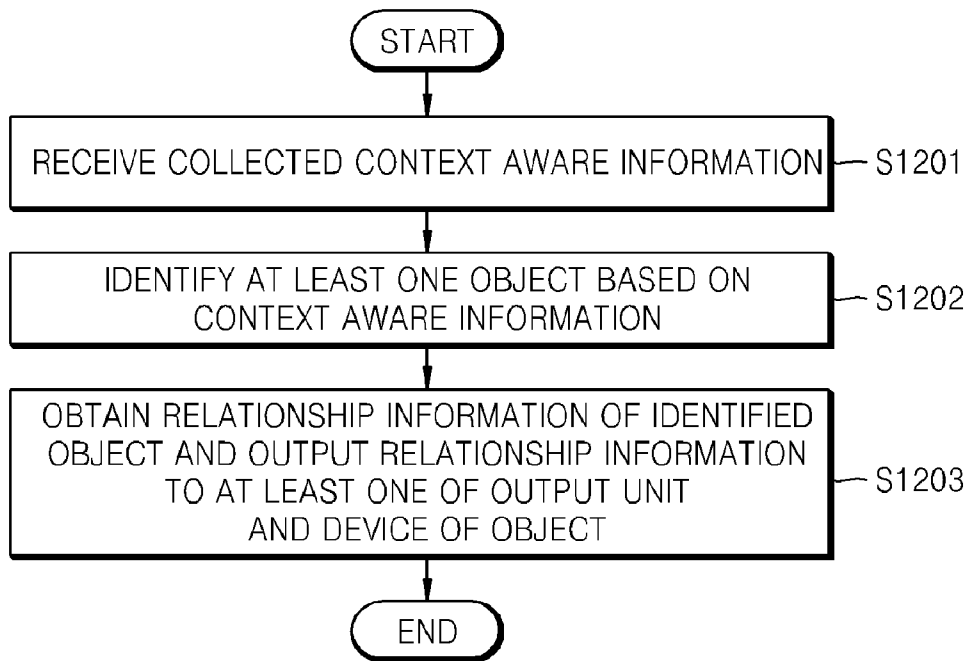 START
RECEIVE COLLECTED CONTEXT AWARE INFORMATION
S1201
IDENTIFY AT LEAST ONE OBJECT BASED ON
CONTEXT AWARE INFORMATION
S1202
OBTAIN RELATIONSHIP INFORMATION OF IDENTIFIED
OBJECT AND OUTPUT RELATIONSHIP INFORMATION
TO AT LEAST ONE OF OUTPUT UNIT
AND DEVICE OF OBJECT
S1203
END